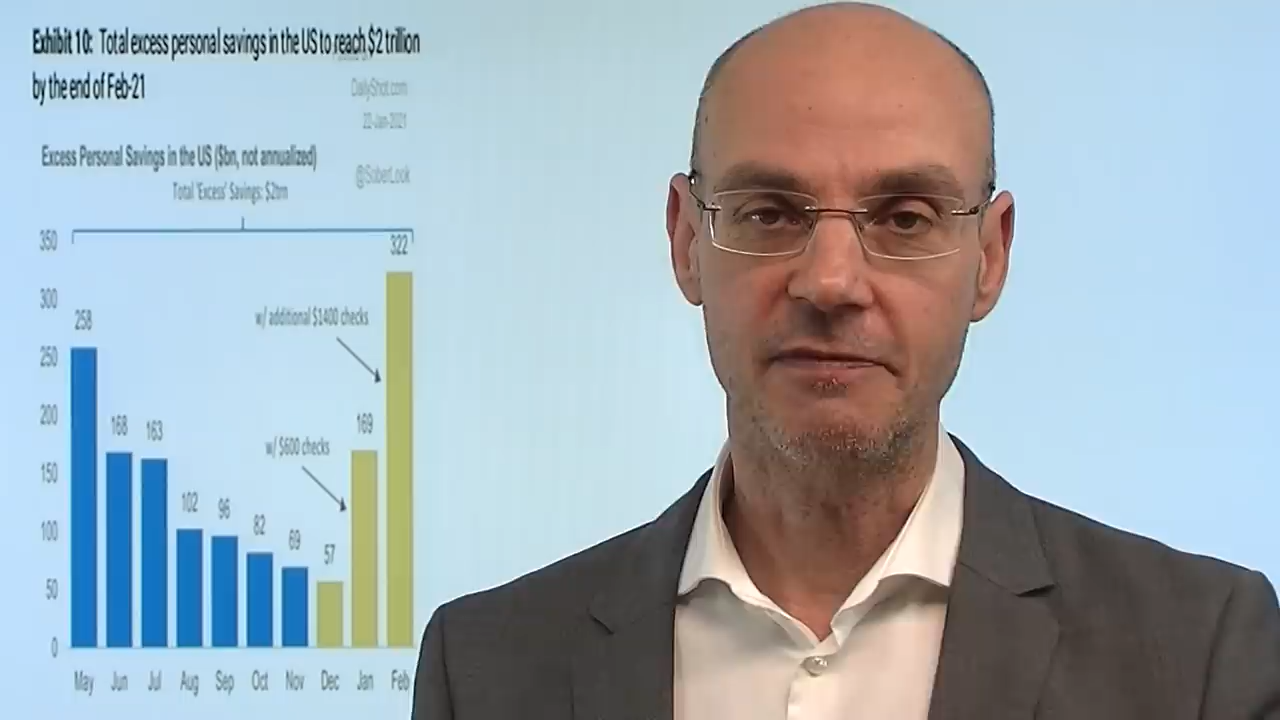 Exhibit 10: Total excess personal savings in the US to reach $2 trillion
by the end of Feb-21
DailyShot.com
22-Jan-2021
@SoberLook
Excess Personal Savings in the US ($bn, not annualized)
Total 'Excess' Savings: $2trn
350
300
250
200
150
100
50
0
258
168
163
102
96
82
69
57
169
322
w/ additional $1400 checks
w/ $600 checks
May Jun Jul Aug Sep Oct Nov Dec Jan Feb